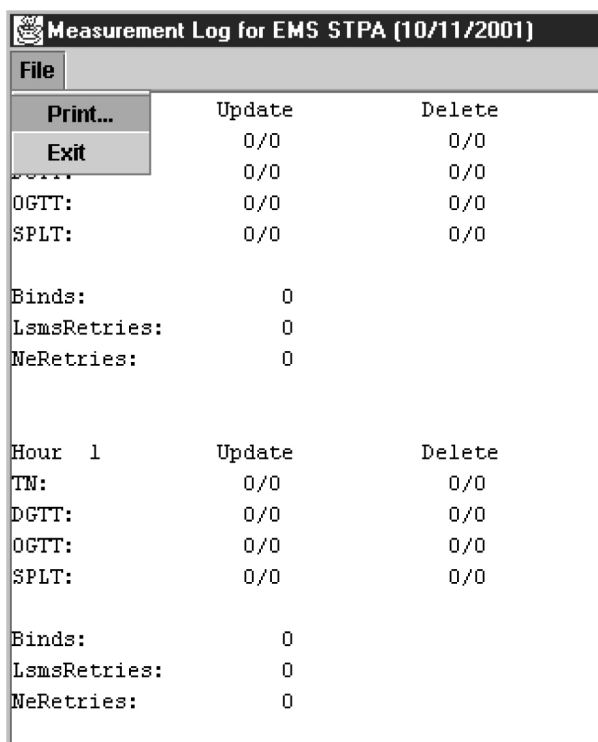 Measurement Log for EMS STPA (10/11/2001)
File
Print... Update Delete
Exit 0/0 0/0
DGTT: 0/0 0/0
OGTT: 0/0 0/0
SPLT: 0/0 0/0
Binds: 0
LsmsRetries: 0
NeRetries: 0
Hour 1 Update Delete
TN: 0/0 0/0
DGTT: 0/0 0/0
OGTT: 0/0 0/0
SPLT: 0/0 0/0
Binds: 0
LsmsRetries: 0
NeRetries: 0